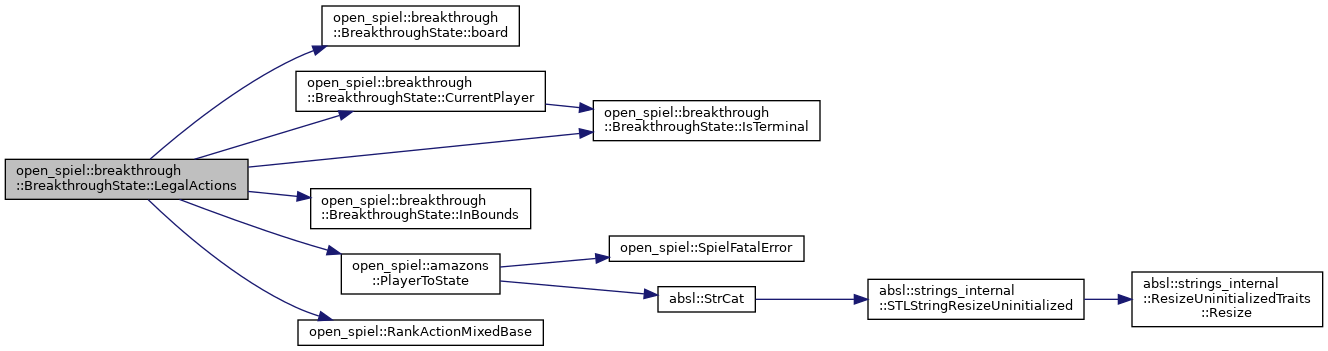 open_spiel::breakthrough
::BreakthroughState::board
open_spiel::breakthrough
::BreakthroughState::CurrentPlayer
open_spiel::breakthrough
::BreakthroughState::IsTerminal
open_spiel::breakthrough
::BreakthroughState::LegalActions
open_spiel::breakthrough
::BreakthroughState::InBounds
open_spiel::amazons
::PlayerToState
open_spiel::SpielFatalError
absl::StrCat
absl::strings_internal
::STLStringResizeUninitialized
absl::strings_internal
::ResizeUninitializedTraits
::Resize
open_spiel::RankActionMixedBase